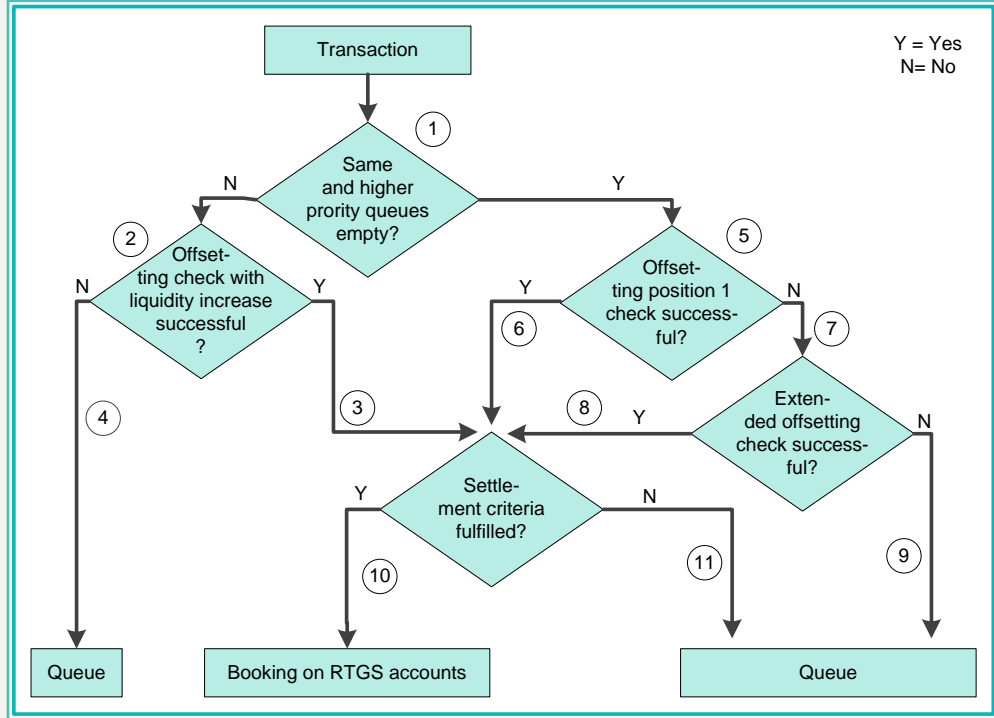 Transaction
Y = Yes
N= No
1
Same
and higher
prority queues
empty?
N
Y
2
Offset-
ting check with
liquidity increase
successful
?
N
Y
5
Offset-
ting position 1
check success-
ful?
Y
N
6
7
4
3
8
Exten-
ded offsetting
check success-
ful?
Y
N
Settle-
ment criteria
fulfilled?
Y
N
10
11
9
Queue
Booking on RTGS accounts
Queue